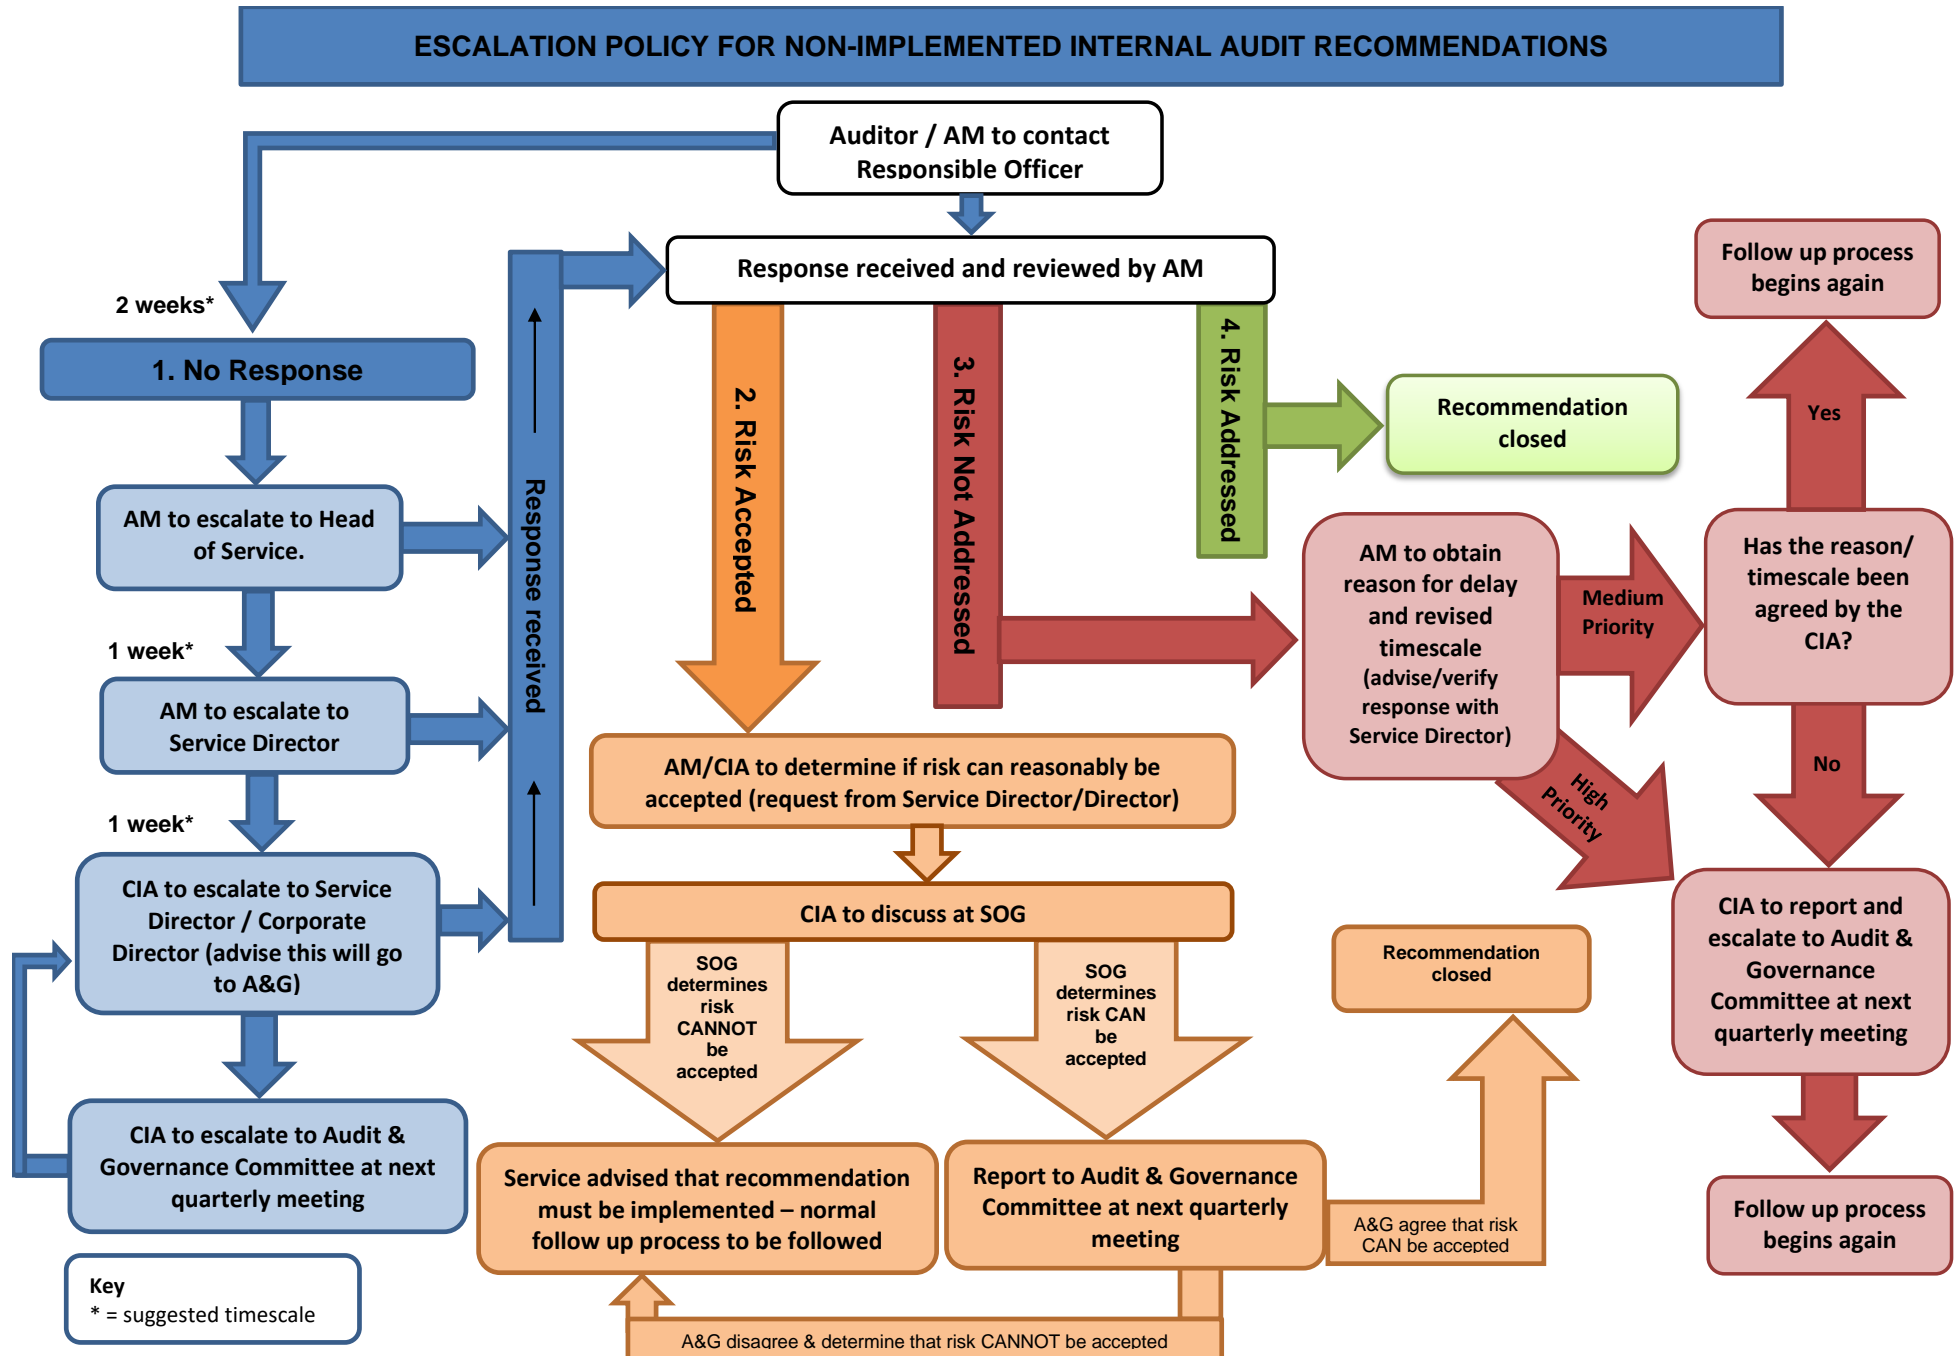 ESCALATION POLICY FOR NON-IMPLEMENTED INTERNAL AUDIT RECOMMENDATIONS
Auditor / AM to contact
Responsible Officer
Response received and reviewed by AM
2 weeks*
1. No Response
AM to escalate to Head
of Service.
1 week*
AM to escalate to
Service Director
1 week*
CIA to escalate to Service
Director / Corporate
Director (advise this will go
to A&G)
CIA to escalate to Audit &
Governance Committee at next
quarterly meeting
Key
* = suggested timescale
Response received
2. Risk Accepted
3. Risk Not Addressed
4. Risk Addressed
Recommendation
closed
AM/CIA to determine if risk can reasonably be
accepted (request from Service Director/Director)
CIA to discuss at SOG
SOG
determines
risk
CANNOT
be
accepted
SOG
determines
risk CAN
be
accepted
Service advised that recommendation
must be implemented – normal
follow up process to be followed
Report to Audit & Governance
Committee at next quarterly
meeting
A&G disagree & determine that risk CANNOT be accepted
A&G agree that risk
CAN be accepted
Recommendation
closed
AM to obtain
reason for delay
and revised
timescale
(advise/verify
response with
Service Director)
Medium
Priority
High
Priority
Has the reason/
timescale been
agreed by the
CIA?
Yes
Follow up process
begins again
No
CIA to report and
escalate to Audit &
Governance
Committee at next
quarterly meeting
Follow up process
begins again